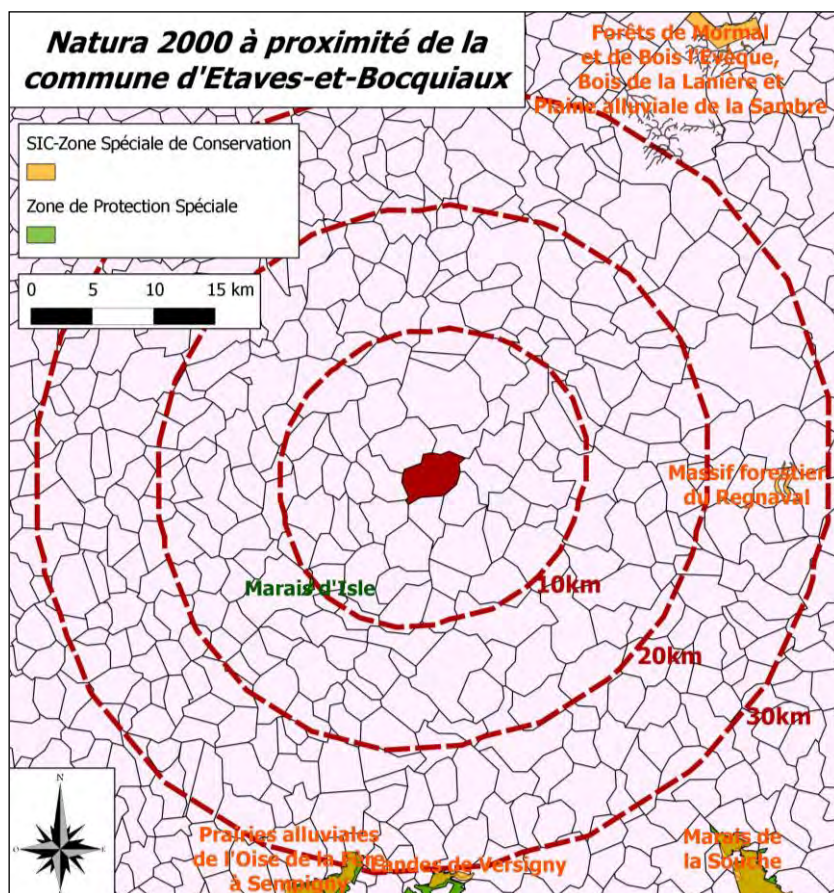 Natura 2000 à proximité de la
commune d'Etaves-et-Bocquiaux
Forêts de Mormal
et de Bois l'Evêque,
Bois de la Lanière et
Plaine alluviale de la Sambre
SIC-Zone Spéciale de Conservation
Zone de Protection Spéciale
0 5 10 15 km
Massif forestier
du Regnaval
Marais d'Isle
10km
20km
30km
N
O
E
S
Prairies alluviales
de l'Oise de la Fère
à Sempigny
Landes de Versigny
Marais de
la Souche